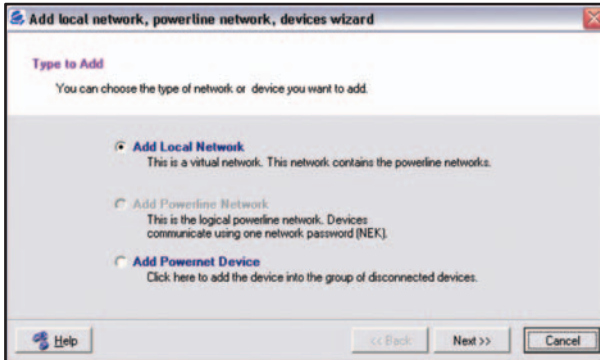 Add local network, powerline network, devices wizard
Type to Add
You can choose the type of network or device you want to add.
Add Local Network
This is a virtual network. This network contains the powerline networks.
Add Powerline Network
This is the logical powerline network. Devices
communicate using one network password (NEK).
Add Powernet Device
Click here to add the device into the group of disconnected devices.
Help
<< Back
Next >>
Cancel